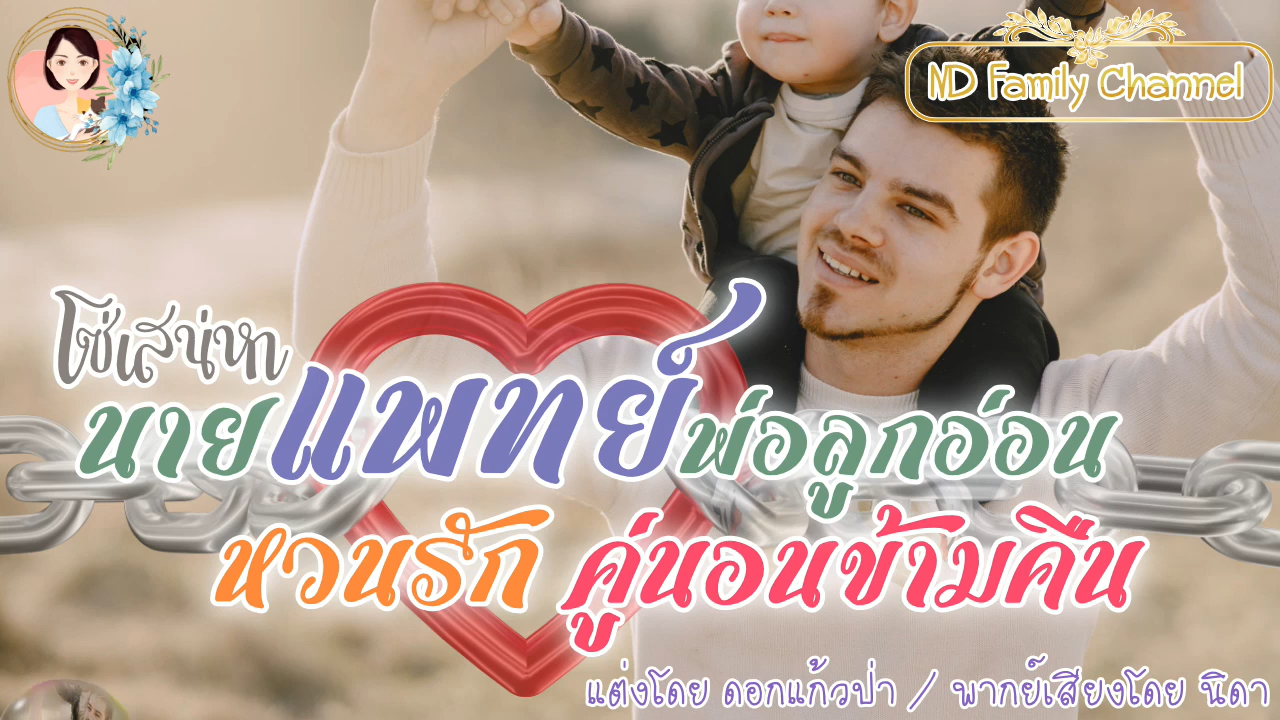 ND Family Channel
โซ่เสน่หา
นายแพทย์พ่อลูกอ่อน
หวนรัก คู่นอนข้ามคืน
แต่งโดย ดอกแก้วป่า / พากย์เสียงโดย นิดา